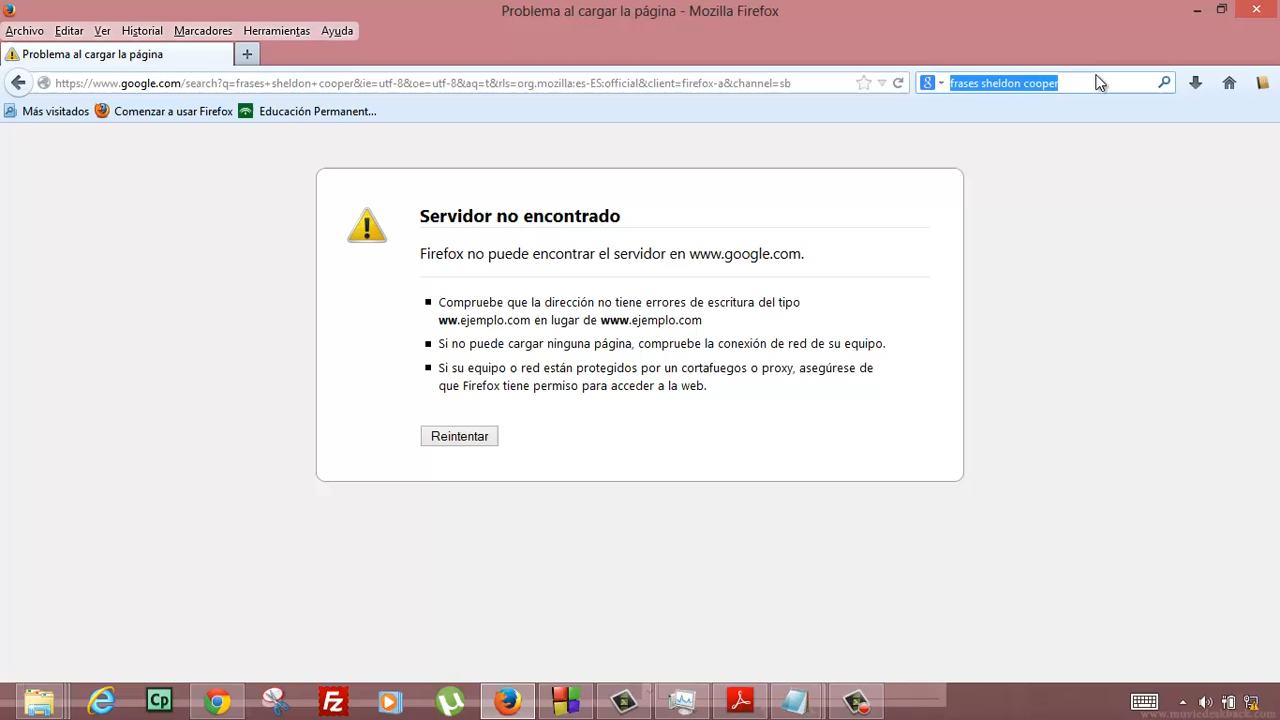 Problema al cargar la página - Mozilla Firefox
Archivo Editar Ver Historial Marcadores Herramientas Ayuda
Problema al cargar la página
https://www.google.com/search?q=frases+sheldon+cooper&ie=utf-8&oe=utf-8&aq=t&rls=org.mozilla:es-ES:official&client=firefox-a&channel=sb
frases sheldon cooper
Más visitados Comenzar a usar Firefox Educación Permanent...
Servidor no encontrado
Firefox no puede encontrar el servidor en www.google.com.
Compruebe que la dirección no tiene errores de escritura del tipo
ww.ejemplo.com en lugar de www.ejemplo.com
Si no puede cargar ninguna página, compruebe la conexión de red de su equipo.
Si su equipo o red están protegidos por un cortafuegos o proxy, asegúrese de
que Firefox tiene permiso para acceder a la web.
Reintentar
Cp